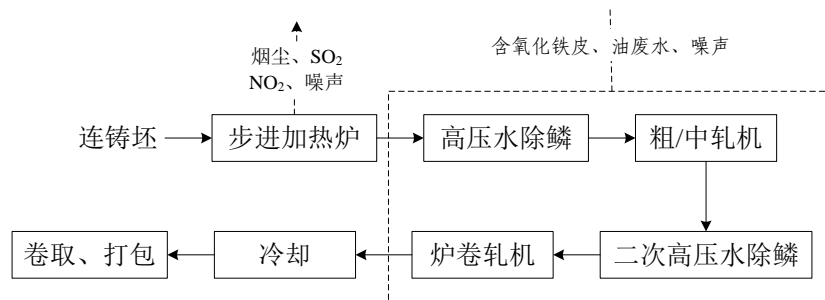 烟尘、SO2
NO2、噪声
含氧化铁皮、油废水、噪声
连铸坯
步进加热炉
高压水除鳞
粗/中轧机
卷取、打包
冷却
炉卷轧机
二次高压水除鳞